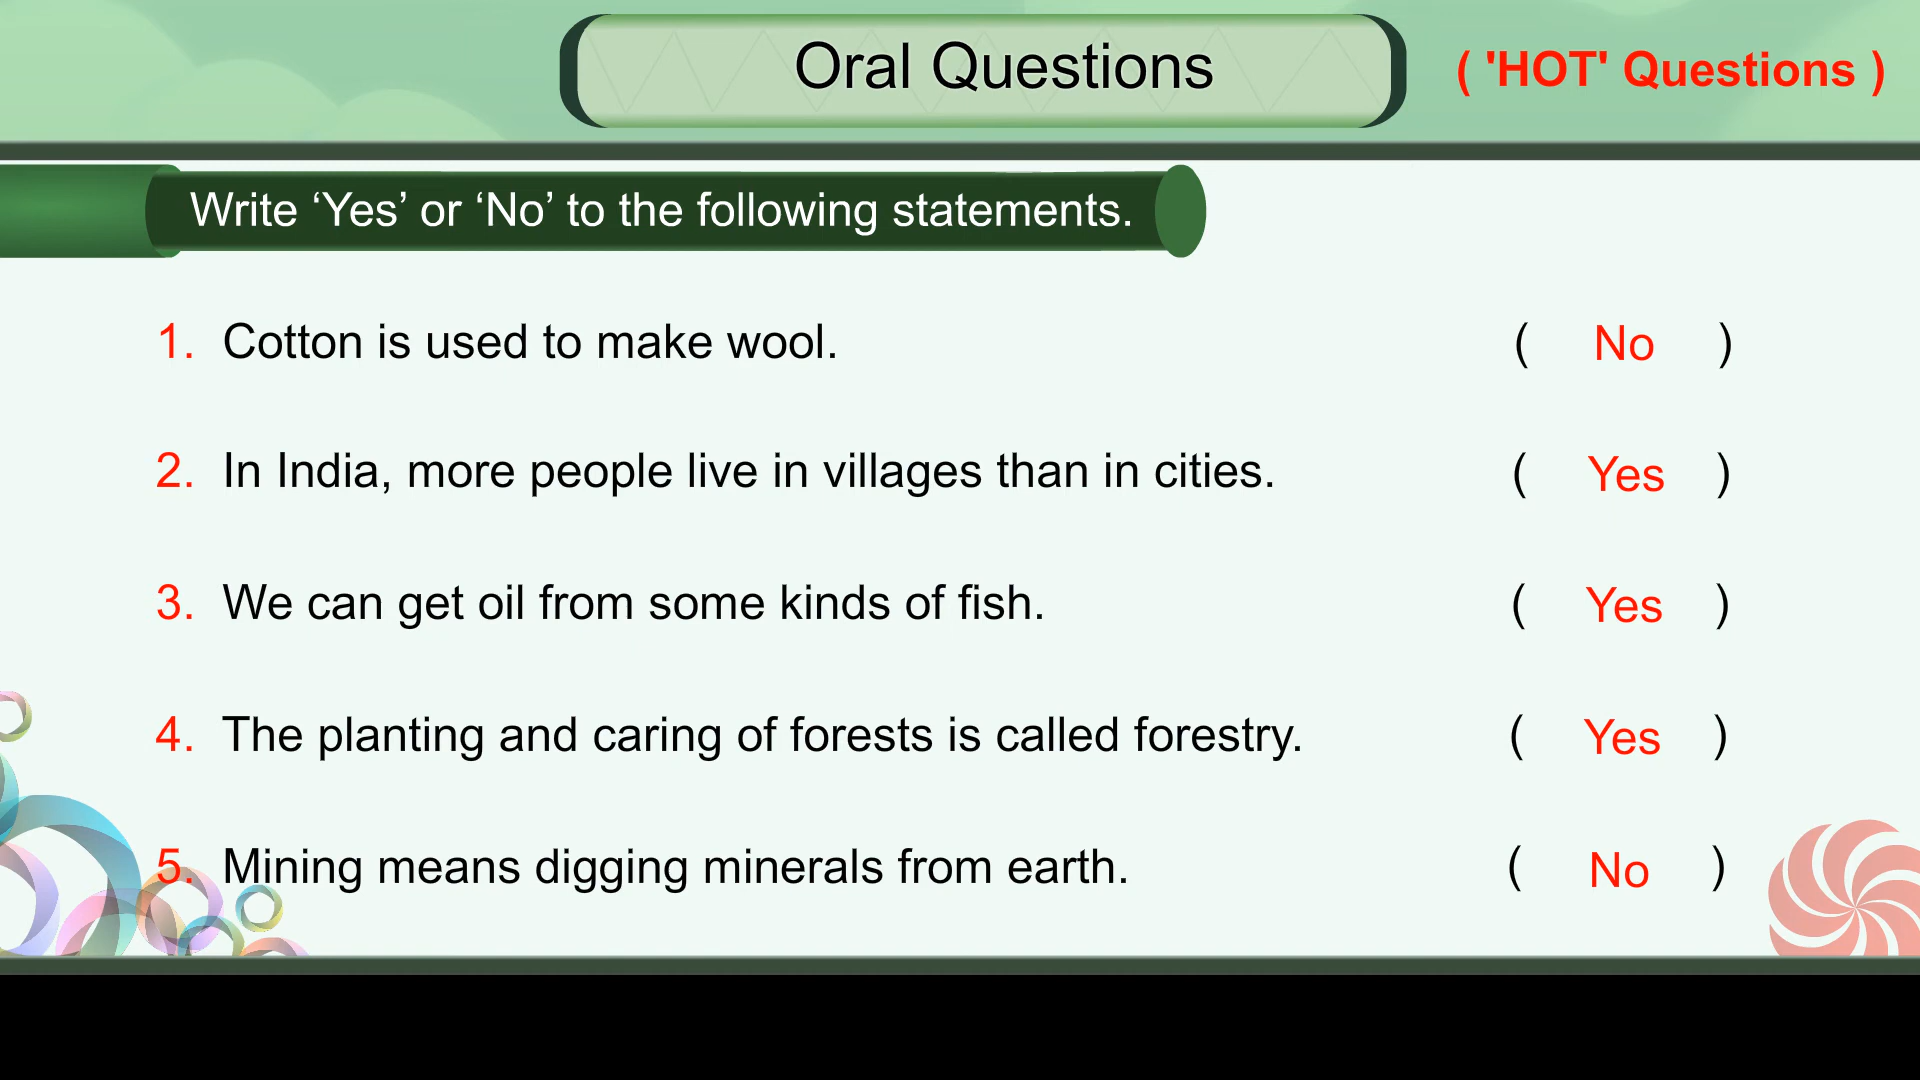 Oral Questions
( 'HOT' Questions )
Write ‘Yes’ or ‘No’ to the following statements.
1. Cotton is used to make wool. ( No )
2. In India, more people live in villages than in cities. ( Yes )
3. We can get oil from some kinds of fish. ( Yes )
4. The planting and caring of forests is called forestry. ( Yes )
5. Mining means digging minerals from earth. ( No )